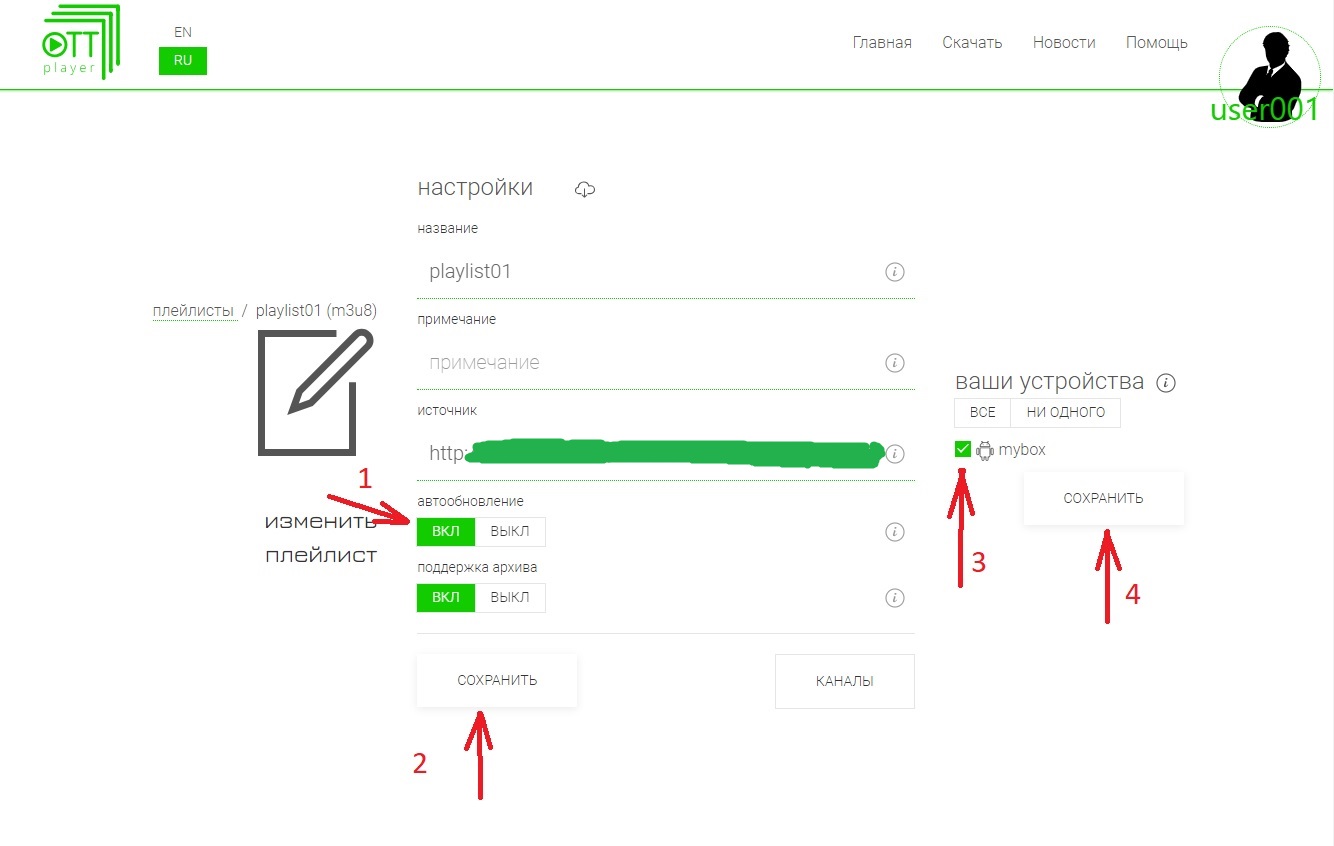 OTT
player
EN
RU
Главная
Скачать
Новости
Помощь
user001
настройки
название
playlist01
плейлисты / playlist01 (m3u8)
примечание
примечание
источник
http:
1
автообновление
ВКЛ ВЫКЛ
изменить
плейлист
поддержка архива
ВКЛ ВЫКЛ
СОХРАНИТЬ
КАНАЛЫ
2
ваши устройства
ВСЕ НИ ОДНОГО
mybox
СОХРАНИТЬ
3
4